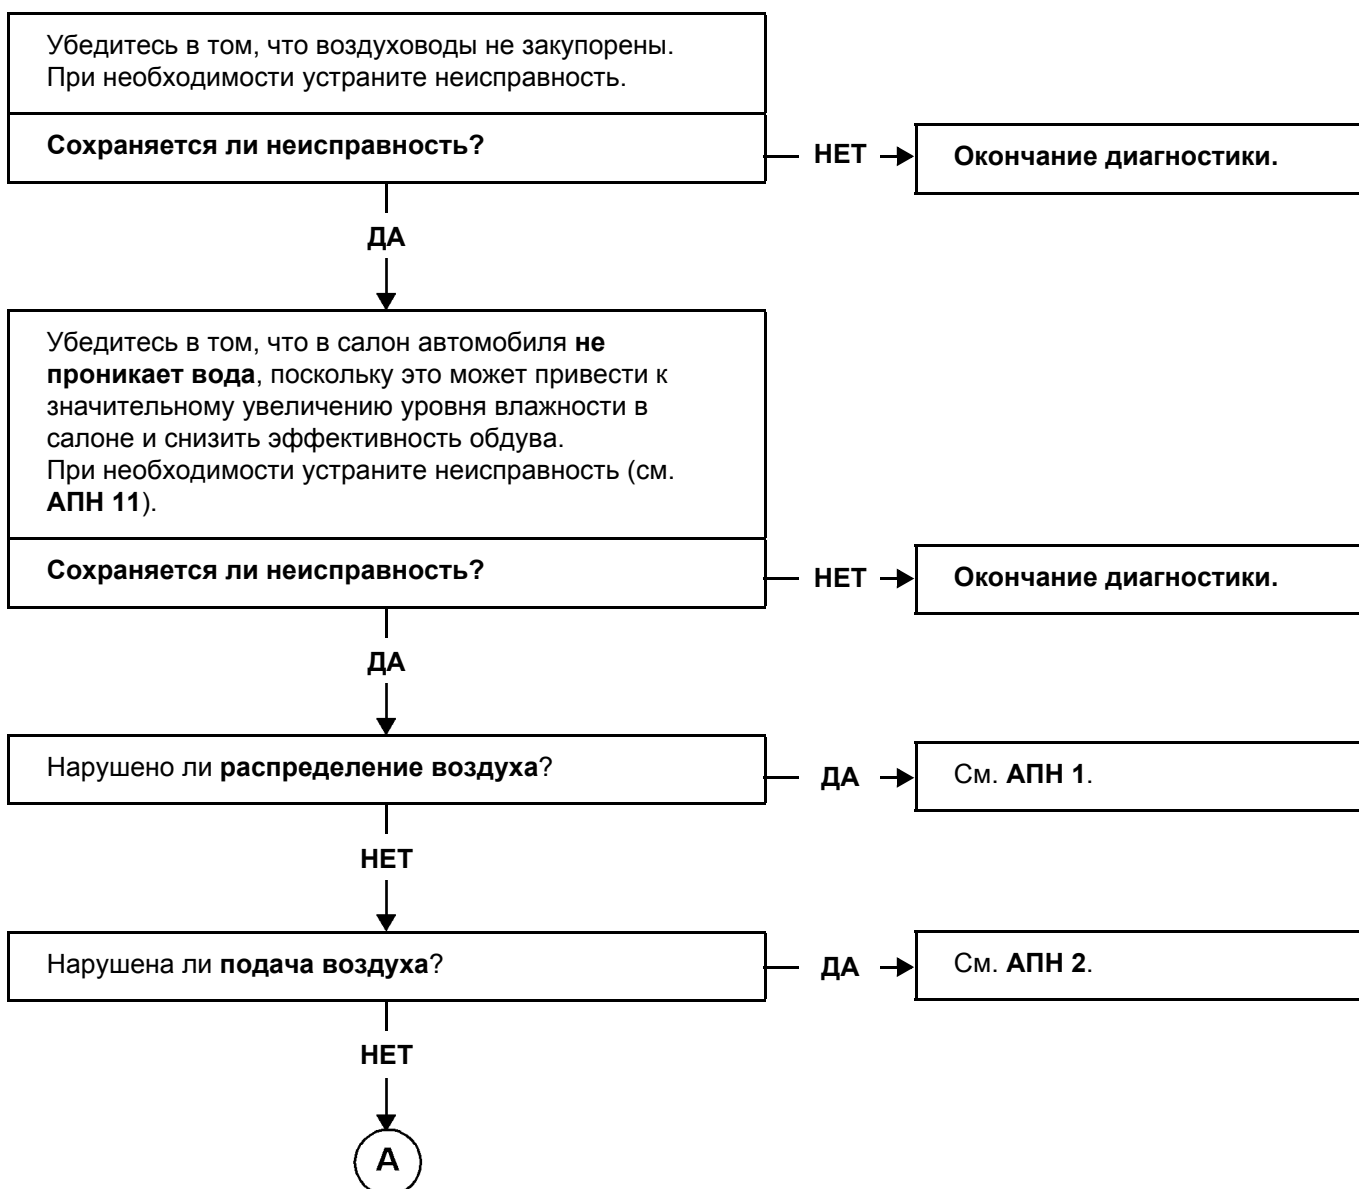 Убедитесь в том, что воздуховоды не закупорены.
При необходимости устраните неисправность.
Сохраняется ли неисправность?
НЕТ
Окончание диагностики.
ДА
Убедитесь в том, что в салон автомобиля не
проникает вода, поскольку это может привести к
значительному увеличению уровня влажности в
салоне и снизить эффективность обдува.
При необходимости устраните неисправность (см.
АПН 11).
Сохраняется ли неисправность?
НЕТ
Окончание диагностики.
ДА
Нарушено ли распределение воздуха?
ДА
См. АПН 1.
НЕТ
Нарушена ли подача воздуха?
ДА
См. АПН 2.
НЕТ
А